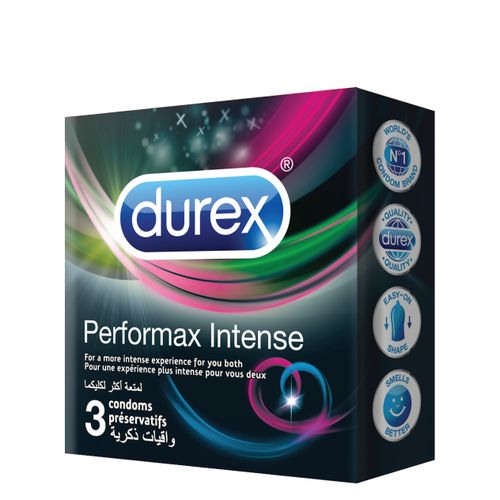 durex®
Performax Intense
For a more intense experience for you both
Pour une expérience plus intense pour vous deux
لمتعة أكثر لكليكما
3 condoms
préservatifs
واقيات ذكرية
WORLD'S
N°1
CONDOM BRAND
QUALITY
durex
QUALITY
EASY-ON
SHAPE
SMELLS
BETTER